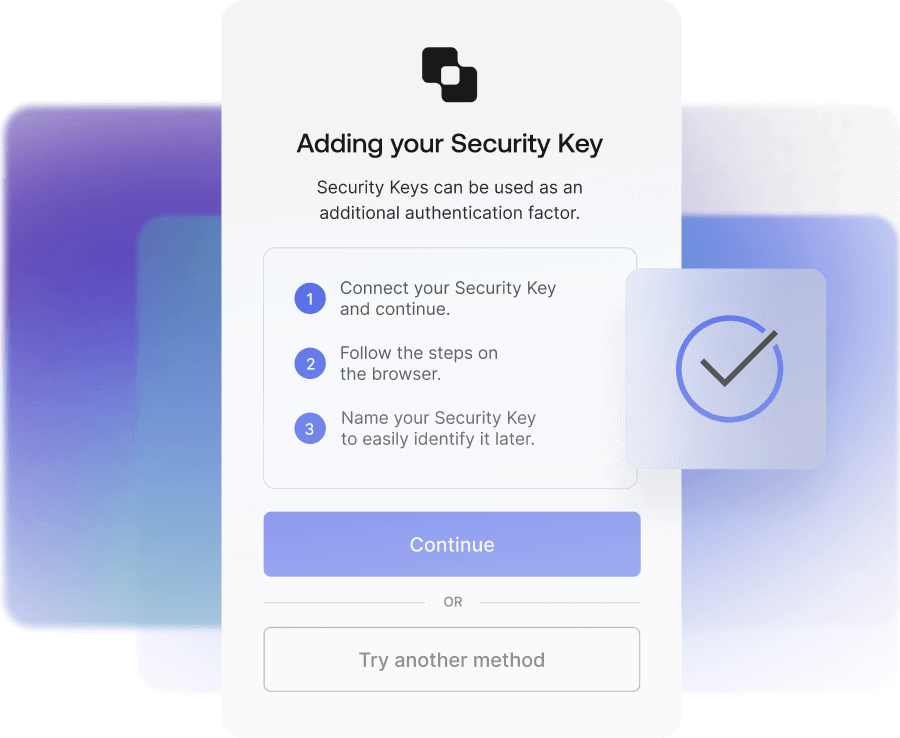 Adding your Security Key
Security Keys can be used as an
additional authentication factor.
1 Connect your Security Key
and continue.
2 Follow the steps on
the browser.
3 Name your Security Key
to easily identify it later.
Continue
OR
Try another method